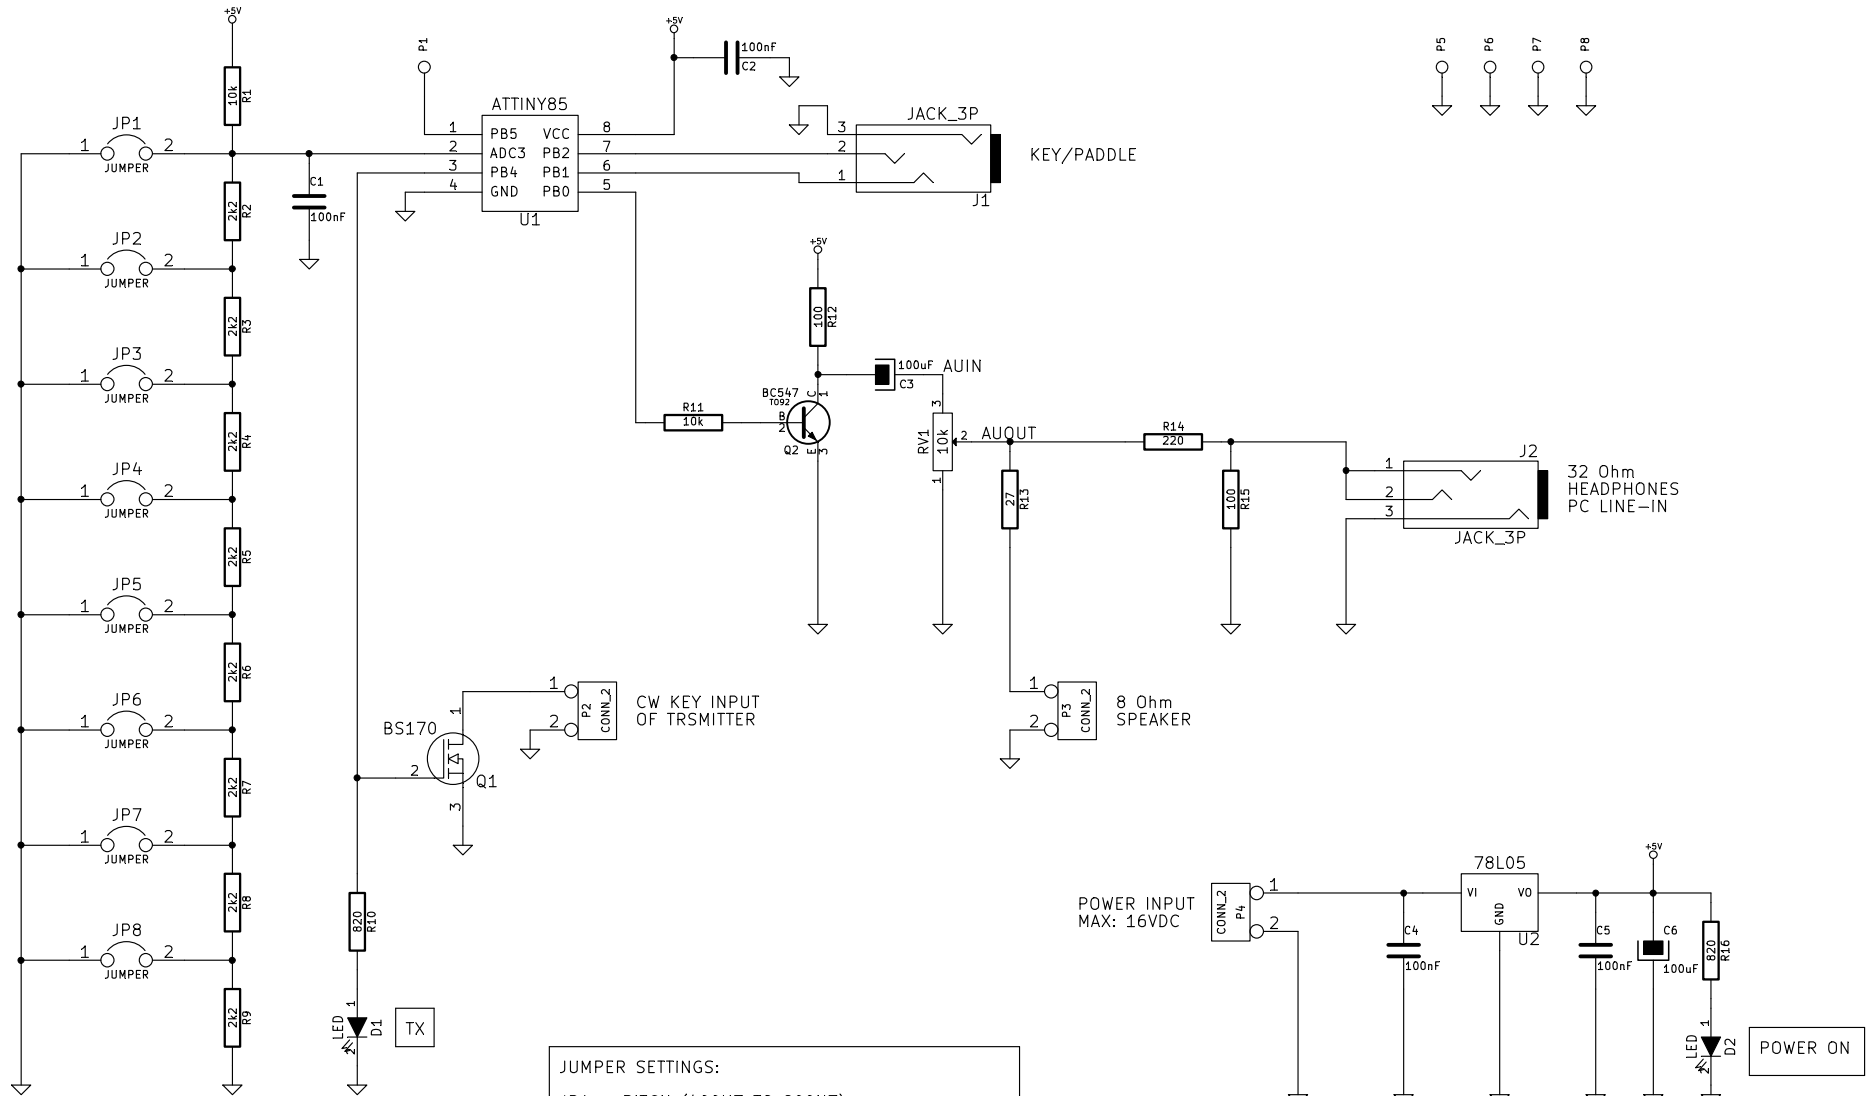 +5V
10k
R1
JP1
1
2
JUMPER
2k2
R2
JP2
1
2
JUMPER
2k2
R3
JP3
1
2
JUMPER
2k2
R4
JP4
1
2
JUMPER
2k2
R5
JP5
1
2
JUMPER
2k2
R6
JP6
1
2
JUMPER
2k2
R7
JP7
1
2
JUMPER
2k2
R8
JP8
1
2
JUMPER
2k2
R9
C1
100nF
P1
ATTINY85
1
PB5
VCC
8
2
ADC3
PB2
7
3
PB4
PB1
6
4
GND
PB0
5
U1
+5V
100nF
C2
JACK_3P
3
2
1
J1
KEY/PADDLE
P5
P6
P7
P8
+5V
100
R12
100uF
C3
AUIN
BC547
TO92
C
1
B
2
E
3
Q2
R11
10k
3
RV1
10k
2
1
AUOUT
27
R13
R14
220
100
R15
J2
1
2
3
JACK_3P
32 Ohm
HEADPHONES
PC LINE-IN
BS170
1
2
3
Q1
1
2
P2
CONN_2
CW KEY INPUT
OF TRSMITTER
1
2
P3
CONN_2
8 Ohm
SPEAKER
820
R10
1
LED
D1
2
TX
POWER INPUT
MAX: 16VDC
CONN_2
P4
1
2
C4
100nF
78L05
VI
VO
GND
U2
C5
100nF
+5V
C6
100uF
820
R16
1
LED
D2
2
POWER ON
JUMPER SETTINGS: